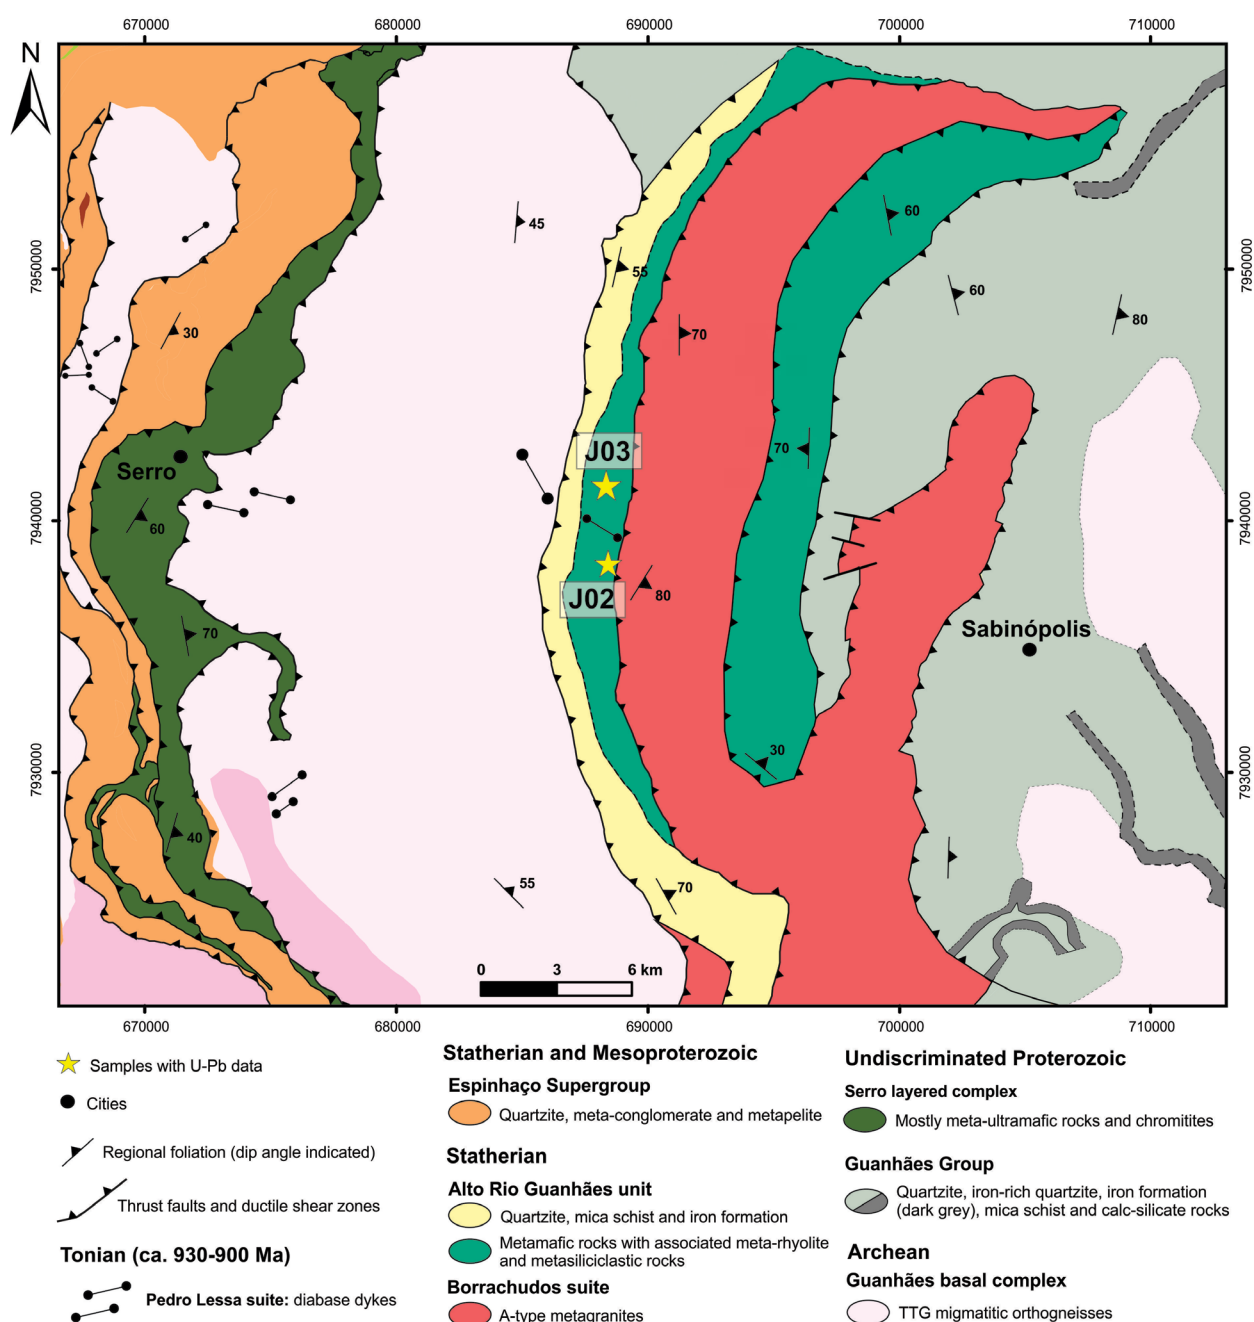 670000 680000 690000 700000 710000
N
45
60
55
60
7950000
7950000
80
30
70
J03
70
Serro
60
7940000
7940000
J02
80
Sabinópolis
70
30
7930000
7930000
40
55
70
0 3 6 km
670000 680000 690000 700000 710000
Samples with U-Pb data
Cities
Regional foliation (dip angle indicated)
Thrust faults and ductile shear zones
Tonian (ca. 930-900 Ma)
Pedro Lessa suite: diabase dykes
Statherian and Mesoproterozoic
Espinhaço Supergroup
Quartzite, meta-conglomerate and metapelite
Statherian
Alto Rio Guanhães unit
Quartzite, mica schist and iron formation
Metamafic rocks with associated meta-rhyolite
and metasiliciclastic rocks
Borrachudos suite
A-type metagranites
Undiscriminated Proterozoic
Serro layered complex
Mostly meta-ultramafic rocks and chromitites
Guanhães Group
Quartzite, iron-rich quartzite, iron formation
(dark grey), mica schist and calc-silicate rocks
Archean
Guanhães basal complex
TTG migmatitic orthogneisses